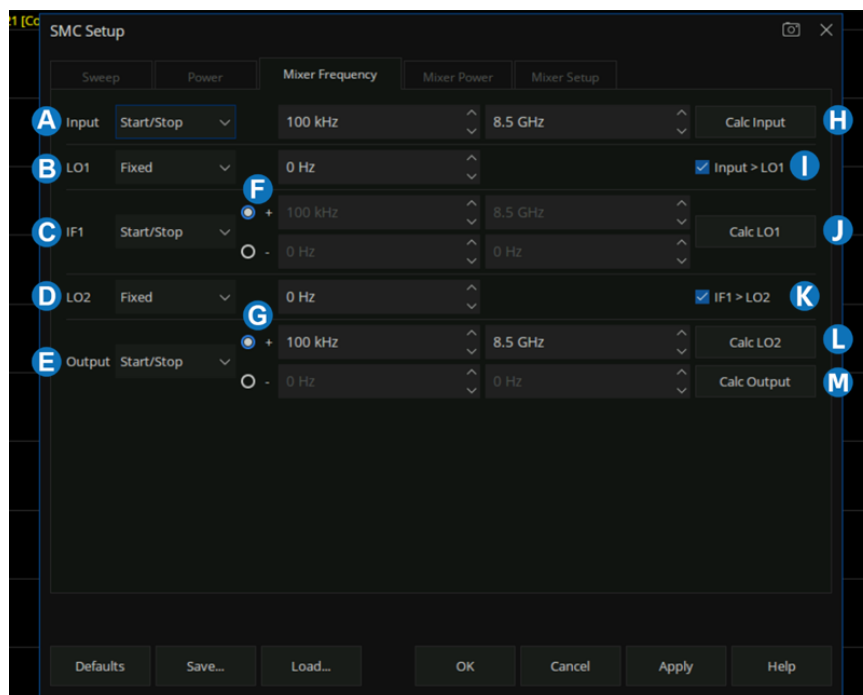 21 [Co
SMC Setup
Sweep Power Mixer Frequency Mixer Power Mixer Setup
A Input Start/Stop 100 kHz 8.5 GHz Calc Input H
B LO1 Fixed 0 Hz Input > LO1 I
F
+ 100 kHz 8.5 GHz
C IF1 Start/Stop Calc LO1 J
- 0 Hz 0 Hz
D LO2 Fixed 0 Hz IF1 > LO2 K
G
+ 100 kHz 8.5 GHz Calc LO2 L
E Output Start/Stop
- 0 Hz 0 Hz Calc Output M
Defaults Save... Load... OK Cancel Apply Help